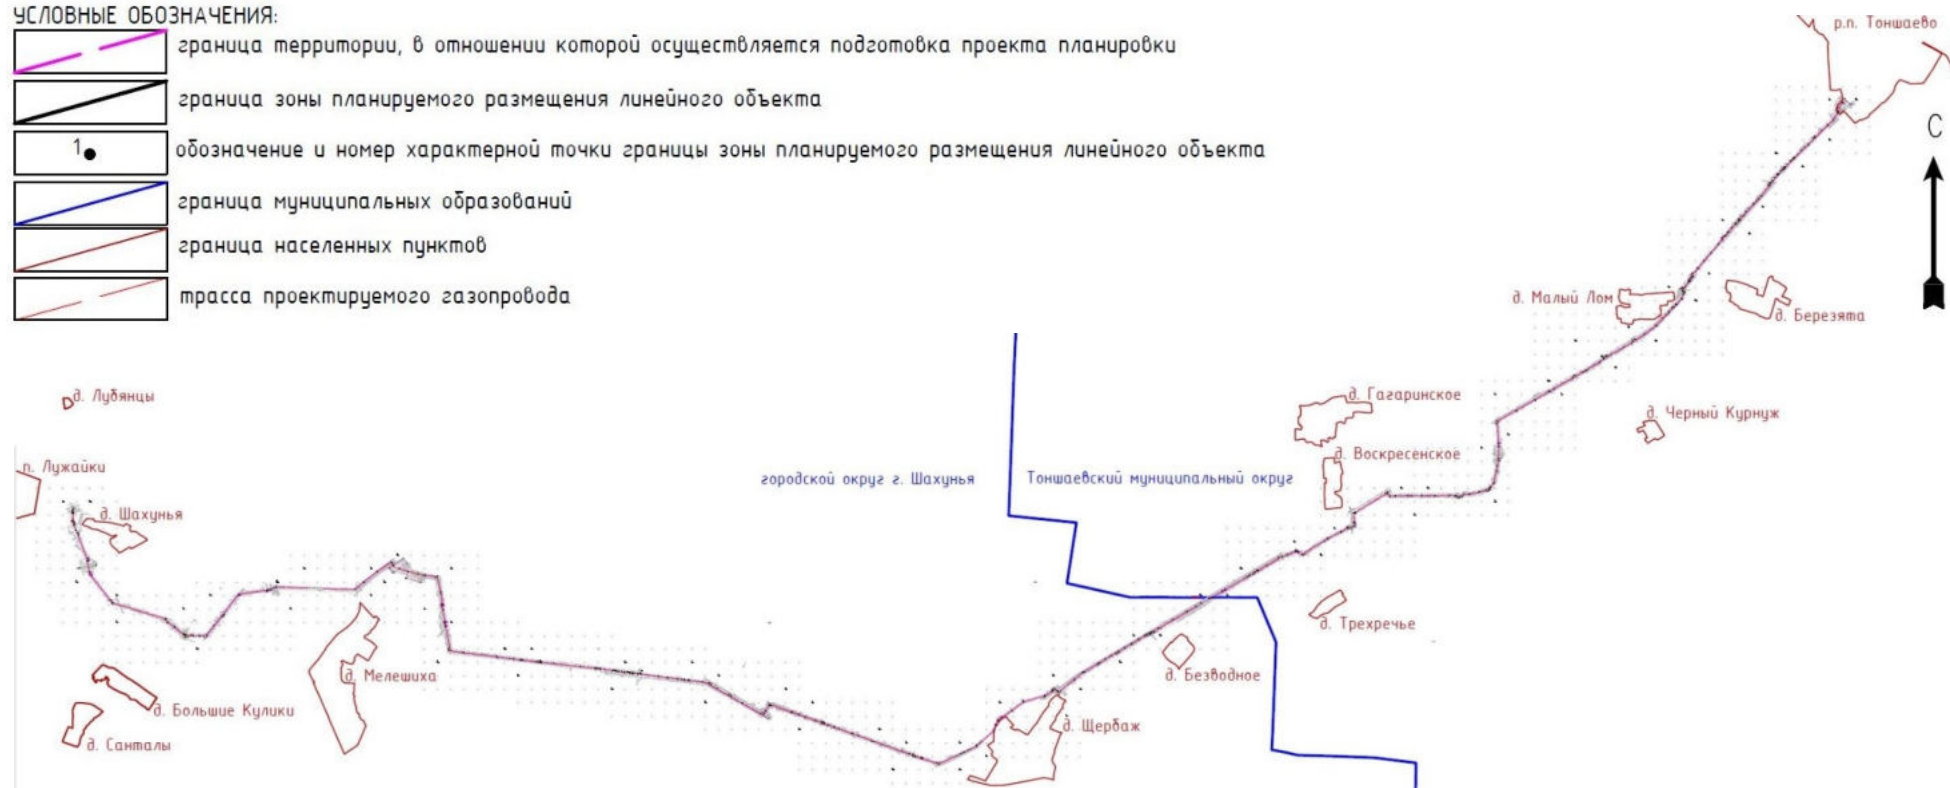 УСЛОВНЫЕ ОБОЗНАЧЕНИЯ:
граница территории, в отношении которой осуществляется подготовка проекта планировки
граница зоны планируемого размещения линейного объекта
1
обозначение и номер характерной точки границы зоны планируемого размещения линейного объекта
граница муниципальных образований
граница населенных пунктов
трасса проектируемого газопровода
р.п. Тоншаево
С
д. Малый Лом
д. Березята
д. Лубянцы
д. Гагаринское
д. Черный Курнуж
п. Лужайки
д. Воскресенское
городской округ г. Шахунья
Тоншаевский муниципальный округ
д. Шахунья
д. Трехречье
д. Мелешиха
д. Безводное
д. Большие Кулики
д. Щербаж
д. Санталы